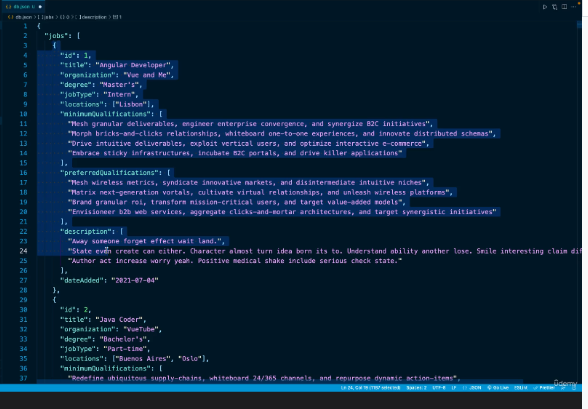 db.json
db.json > [ ] jobs > {} 0 > [ ] description > 1
1 {
2 "jobs": [
3 {
4 "id": 1,
5 "title": "Angular Developer",
6 "organization": "Vue and Me",
7 "degree": "Master's",
8 "jobType": "Intern",
9 "locations": ["Lisbon"],
10 "minimumQualifications": [
11 "Mesh granular deliverables, engineer enterprise convergence, and synergize B2C initiatives",
12 "Morph bricks-and-clicks relationships, whiteboard one-to-one experiences, and innovate distributed schemas",
13 "Drive intuitive deliverables, exploit vertical users, and optimize interactive e-commerce",
14 "Embrace sticky infrastructures, incubate B2C portals, and drive killer applications"
15 ],
16 "preferredQualifications": [
17 "Mesh wireless metrics, syndicate innovative markets, and disintermediate intuitive niches",
18 "Matrix next-generation vortals, cultivate virtual relationships, and unleash wireless platforms",
19 "Brand granular roi, transform mission-critical users, and target value-added models",
20 "Envisioneer b2b web services, aggregate clicks-and-mortar architectures, and target synergistic initiatives"
21 ],
22 "description": [
23 "Away someone forget effect wait land.",
24 "State even create can either. Character almost turn idea born its to. Understand ability another lose. Smile interesting claim dif
25 "Author act increase worry yeah. Positive medical shake include serious check state."
26 ],
27 "dateAdded": "2021-07-04"
28 },
29 {
30 "id": 2,
31 "title": "Java Coder",
32 "organization": "VueTube",
33 "degree": "Bachelor's",
34 "jobType": "Part-time",
35 "locations": ["Buenos Aires", "Oslo"],
36 "minimumQualifications": [
37 "Redefine ubiquitous supply-chains, whiteboard 24/365 channels, and repurpose dynamic action-items",
Spaces: 2 UTF-8 LF JSON Go Live ESLint Prettier
Udemy